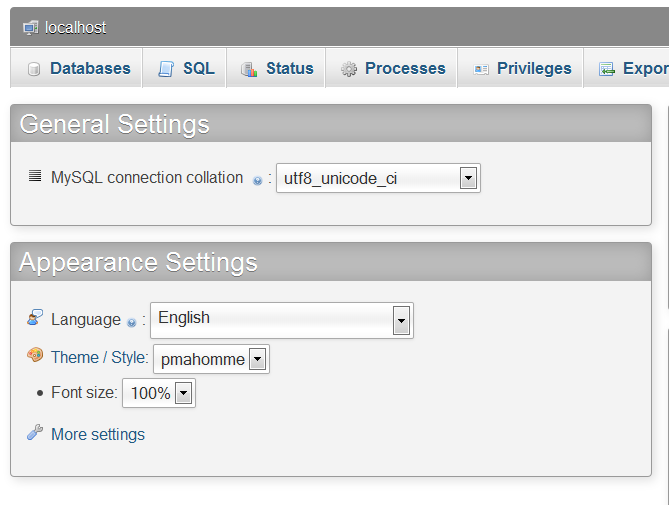 localhost
Databases SQL Status Processes Privileges Expor
General Settings
MySQL connection collation : utf8_unicode_ci
Appearance Settings
Language : English
Theme / Style: pmahomme
• Font size: 100%
More settings